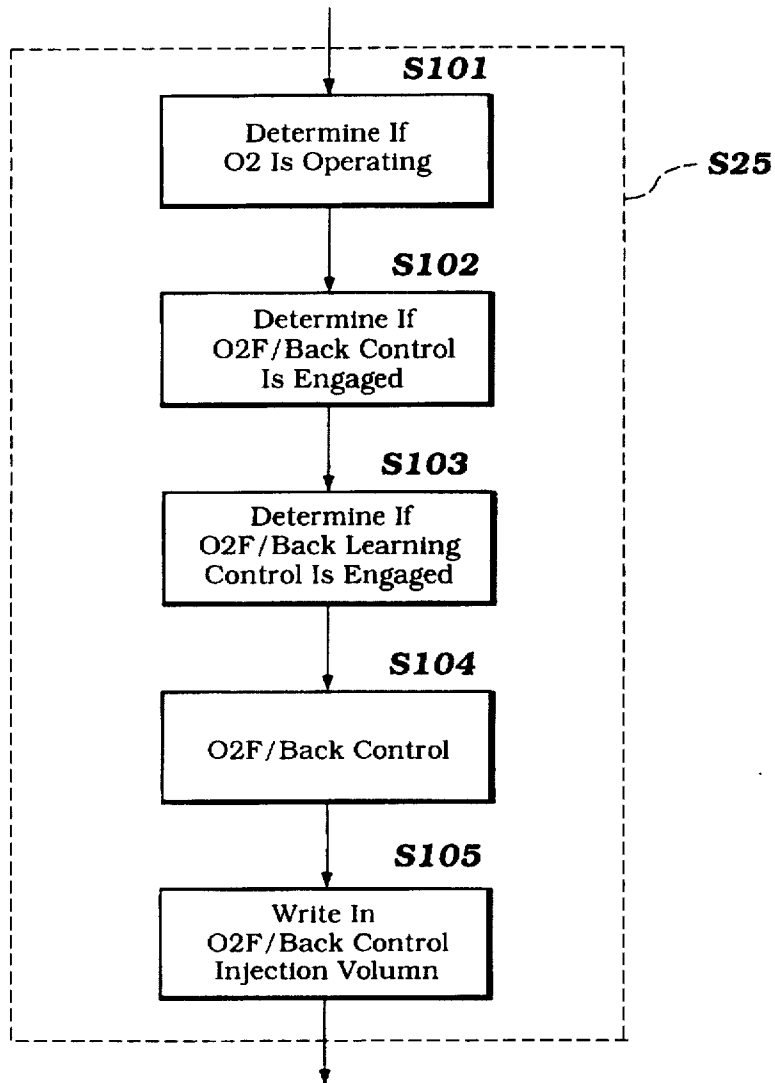 S101
Determine If
O2 Is Operating
S25
S102
Determine If
O2F/Back Control
Is Engaged
S103
Determine If
O2F/Back Learning
Control Is Engaged
S104
O2F/Back Control
S105
Write In
O2F/Back Control
Injection Volumn